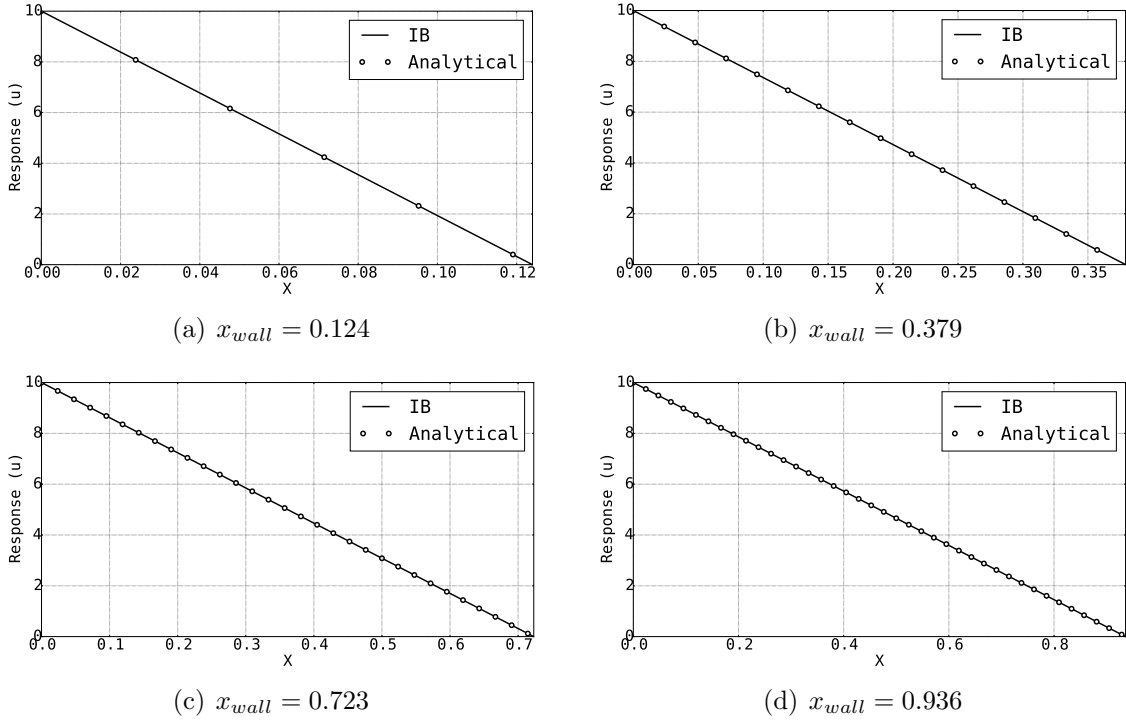 10
8
6
4
2
0
Response (u)
IB
Analytical
0.00 0.02 0.04 0.06 0.08 0.10 0.12
X
(a) x_wall = 0.124
10
8
6
4
2
0
Response (u)
IB
Analytical
0.00 0.05 0.10 0.15 0.20 0.25 0.30 0.35
X
(b) x_wall = 0.379
10
8
6
4
2
0
Response (u)
IB
Analytical
0.0 0.1 0.2 0.3 0.4 0.5 0.6 0.7
X
(c) x_wall = 0.723
10
8
6
4
2
0
Response (u)
IB
Analytical
0.0 0.2 0.4 0.6 0.8
X
(d) x_wall = 0.936